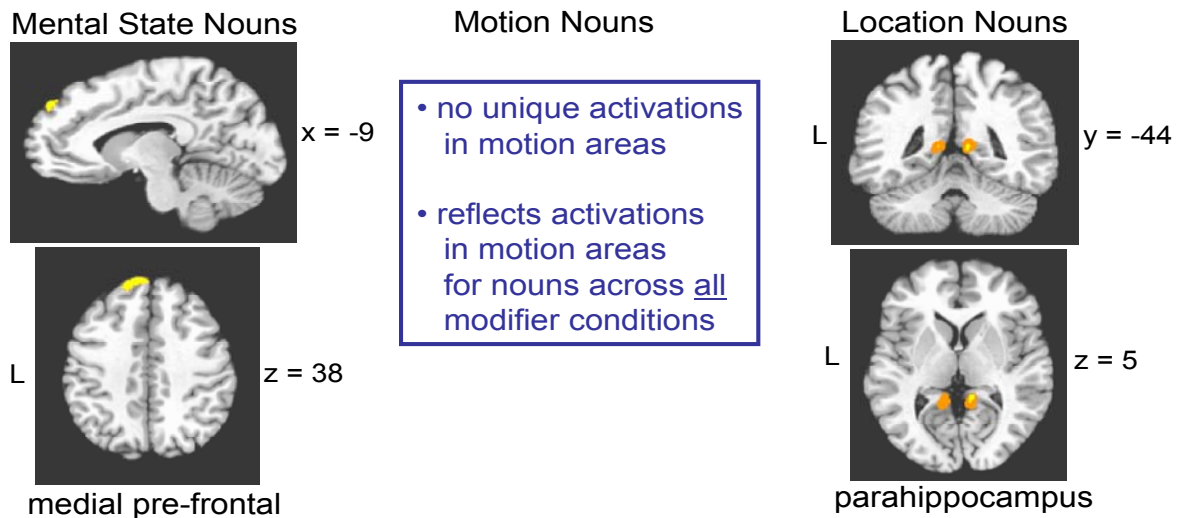 Mental State Nouns
x = -9
L
z = 38
medial pre-frontal
Motion Nouns
• no unique activations
in motion areas
• reflects activations
in motion areas
for nouns across all
modifier conditions
Location Nouns
L
y = -44
L
z = 5
parahippocampus